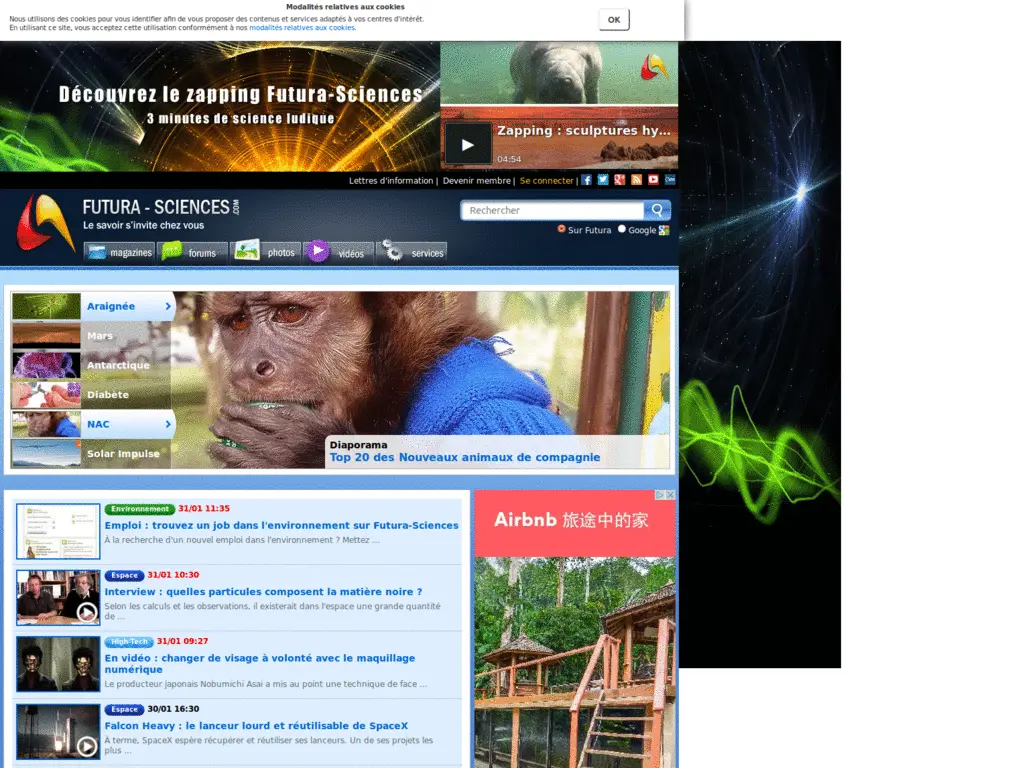 Modalités relatives aux cookies
Nous utilisons des cookies pour vous identifier afin de vous proposer des contenus et services adaptés à vos centres d'intérêt.
En utilisant ce site, vous acceptez cette utilisation conformément à nos modalités relatives aux cookies.
OK
Découvrez le zapping Futura-Sciences
3 minutes de science ludique
Zapping : sculptures hy...
04:54
Lettres d'information | Devenir membre | Se connecter |
FUTURA - SCIENCES .COM
Le savoir s'invite chez vous
Rechercher
Sur Futura Google
magazines forums photos vidéos services
Araignée
Mars
Antarctique
Diabète
NAC
Solar Impulse
Diaporama
Top 20 des Nouveaux animaux de compagnie
Environnement 31/01 11:35
Emploi : trouvez un job dans l'environnement sur Futura-Sciences
À la recherche d'un nouvel emploi dans l'environnement ? Mettez ...
Espace 31/01 10:30
Interview : quelles particules composent la matière noire ?
Selon les calculs et les observations, il existerait dans l'espace une grande quantité
de ...
High-Tech 31/01 09:27
En vidéo : changer de visage à volonté avec le maquillage
numérique
Le producteur japonais Nobumichi Asai a mis au point une technique de face ...
Espace 30/01 16:30
Falcon Heavy : le lanceur lourd et réutilisable de SpaceX
À terme, SpaceX espère récupérer et réutiliser ses lanceurs. Un de ses projets les
plus ...
Airbnb 旅途中的家